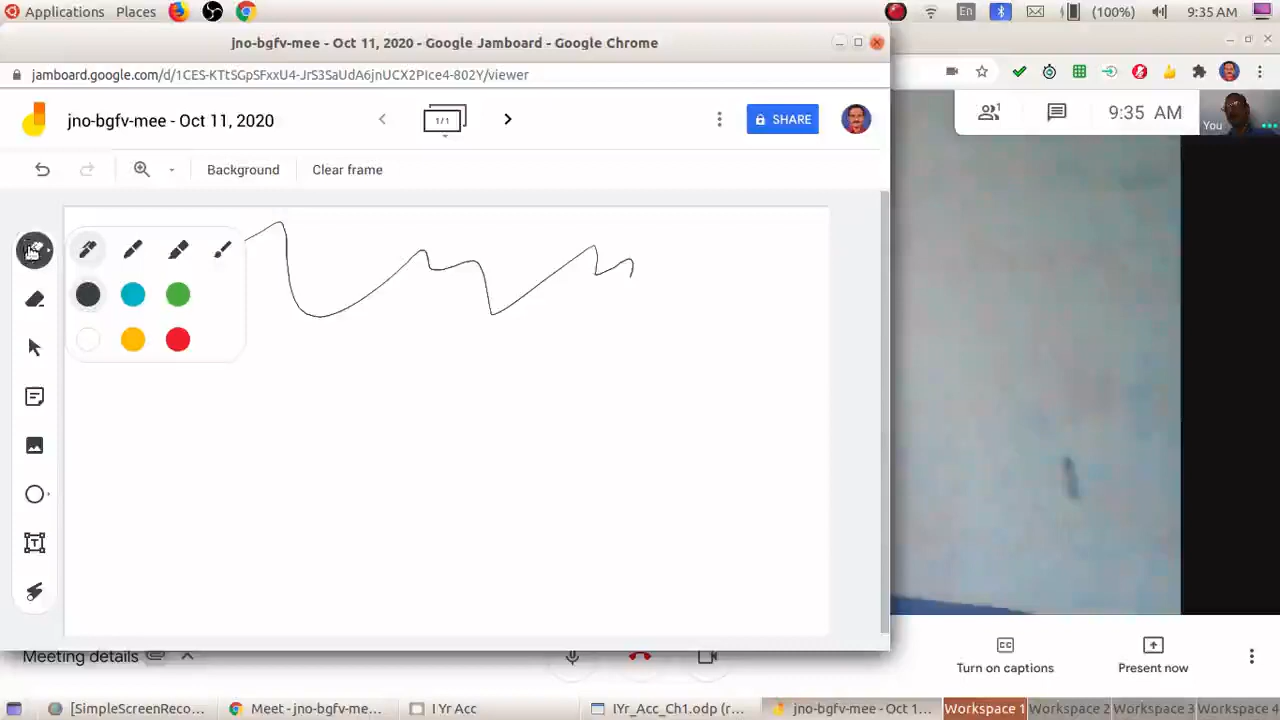 Applications Places En (100%) 9:35 AM
jno-bgfv-mee - Oct 11, 2020 - Google Jamboard - Google Chrome
jamboard.google.com/d/1CES-KTtSGpSFxxU4-JrS3SaUdA6jnUCX2PIce4-802Y/viewer
jno-bgfv-mee - Oct 11, 2020
1/1
SHARE
1
9:35 AM
You
Background
Clear frame
T
Meeting details
CC
Turn on captions
Present now
[SimpleScreenReco...
Meet - jno-bgfv-me...
I Yr Acc
IYr_Acc_Ch1.odp (r...
jno-bgfv-mee - Oct 1...
Workspace 1
Workspace 2
Workspace 3
Workspace 4